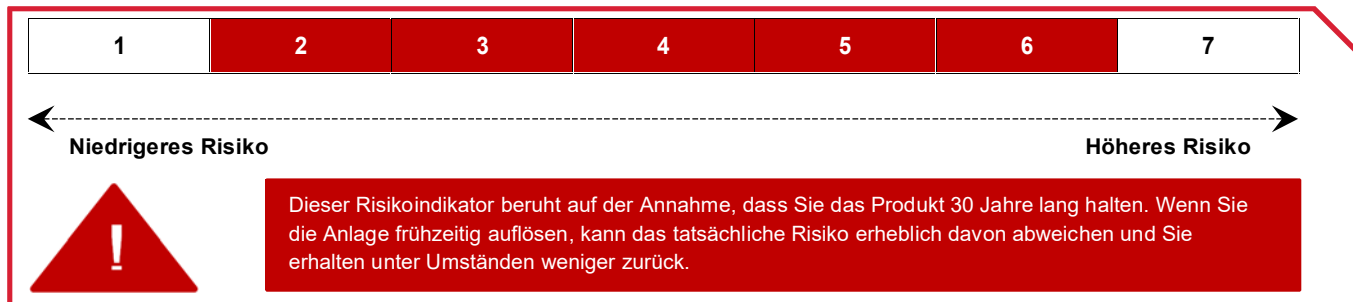 1 2 3 4 5 6 7
Niedrigeres Risiko Höheres Risiko
!
Dieser Risikoindikator beruht auf der Annahme, dass Sie das Produkt 30 Jahre lang halten. Wenn Sie
die Anlage frühzeitig auflösen, kann das tatsächliche Risiko erheblich davon abweichen und Sie
erhalten unter Umständen weniger zurück.